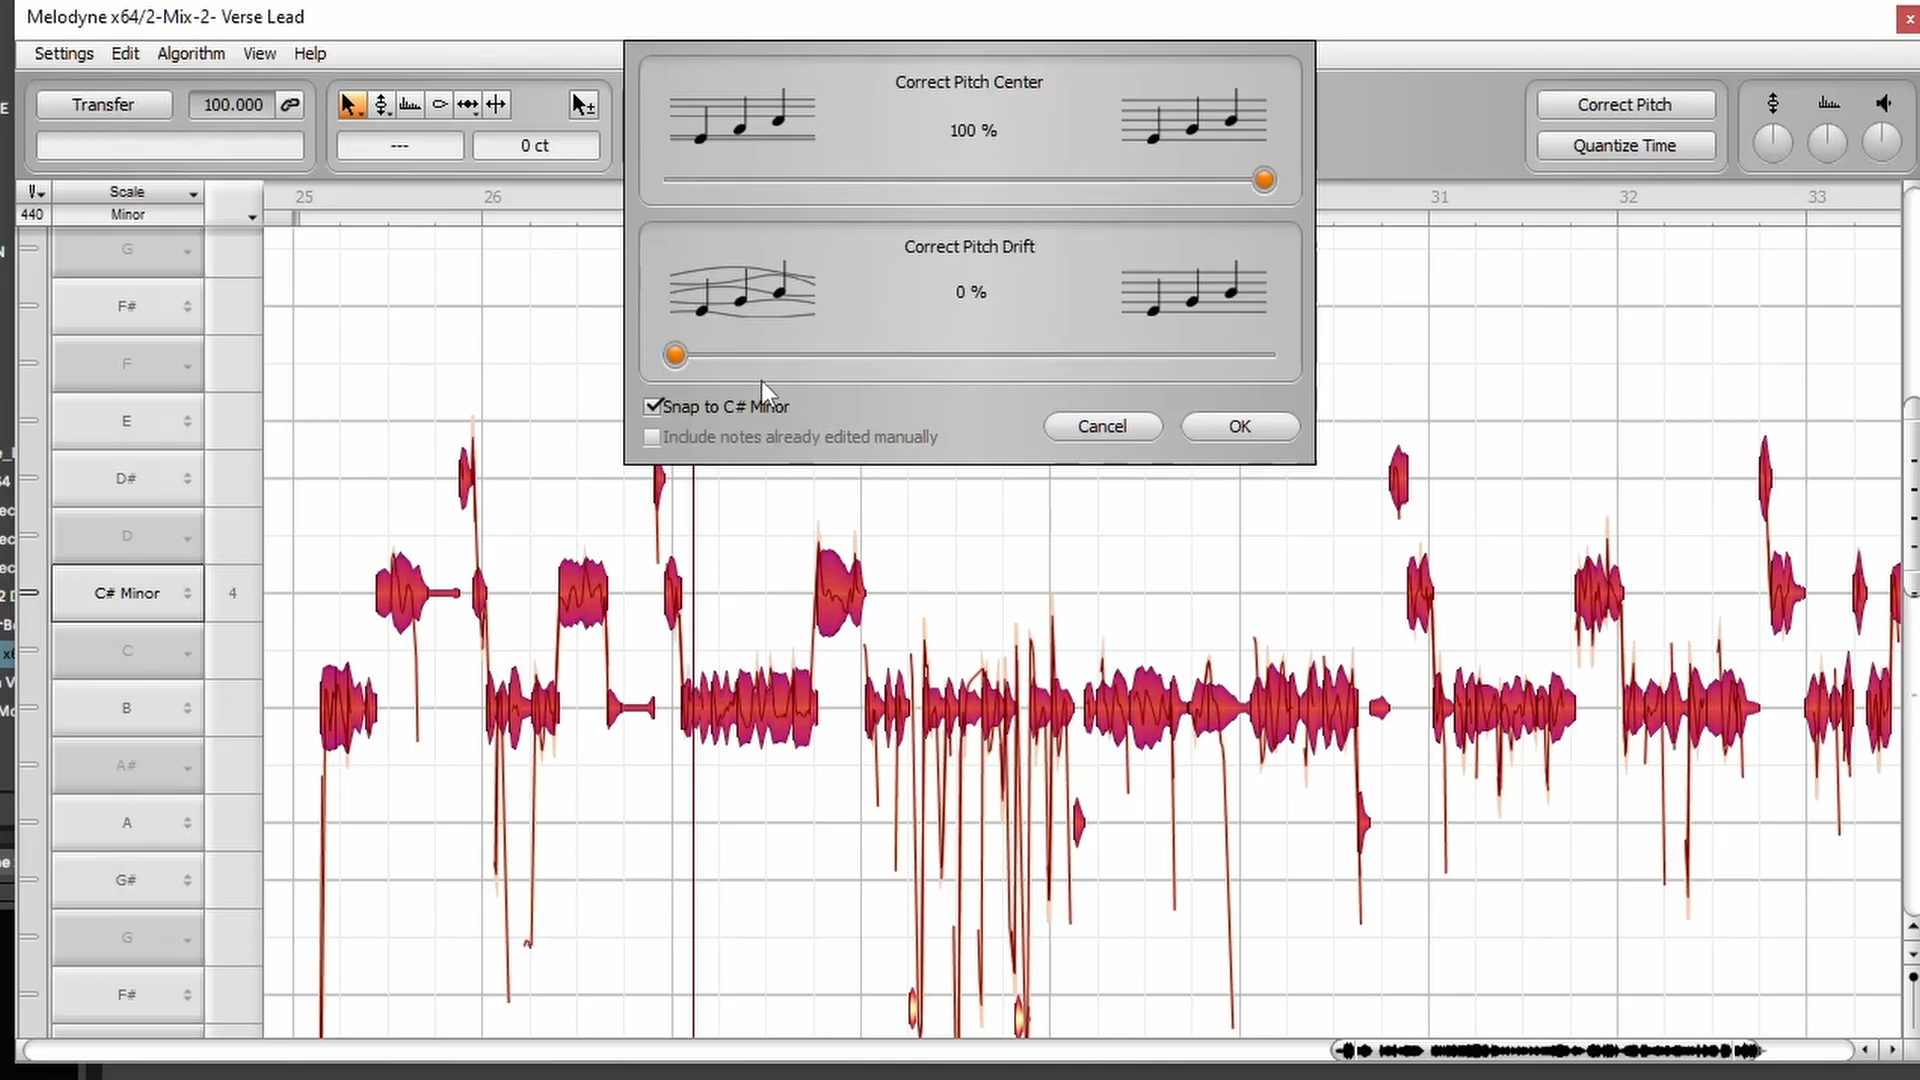 Melodyne x64/2-Mix-2- Verse Lead
x
Settings Edit Algorithm View Help
Transfer 100.000
--- 0 ct
Correct Pitch Center
100 %
Correct Pitch Drift
0 %
Snap to C# Minor
Include notes already edited manually
Cancel OK
Correct Pitch
Quantize Time
Scale
440 Minor
25 26 31 32 33
G
F#
F
E
D#
D
C# Minor 4
C
B
A#
A
G#
G
F#